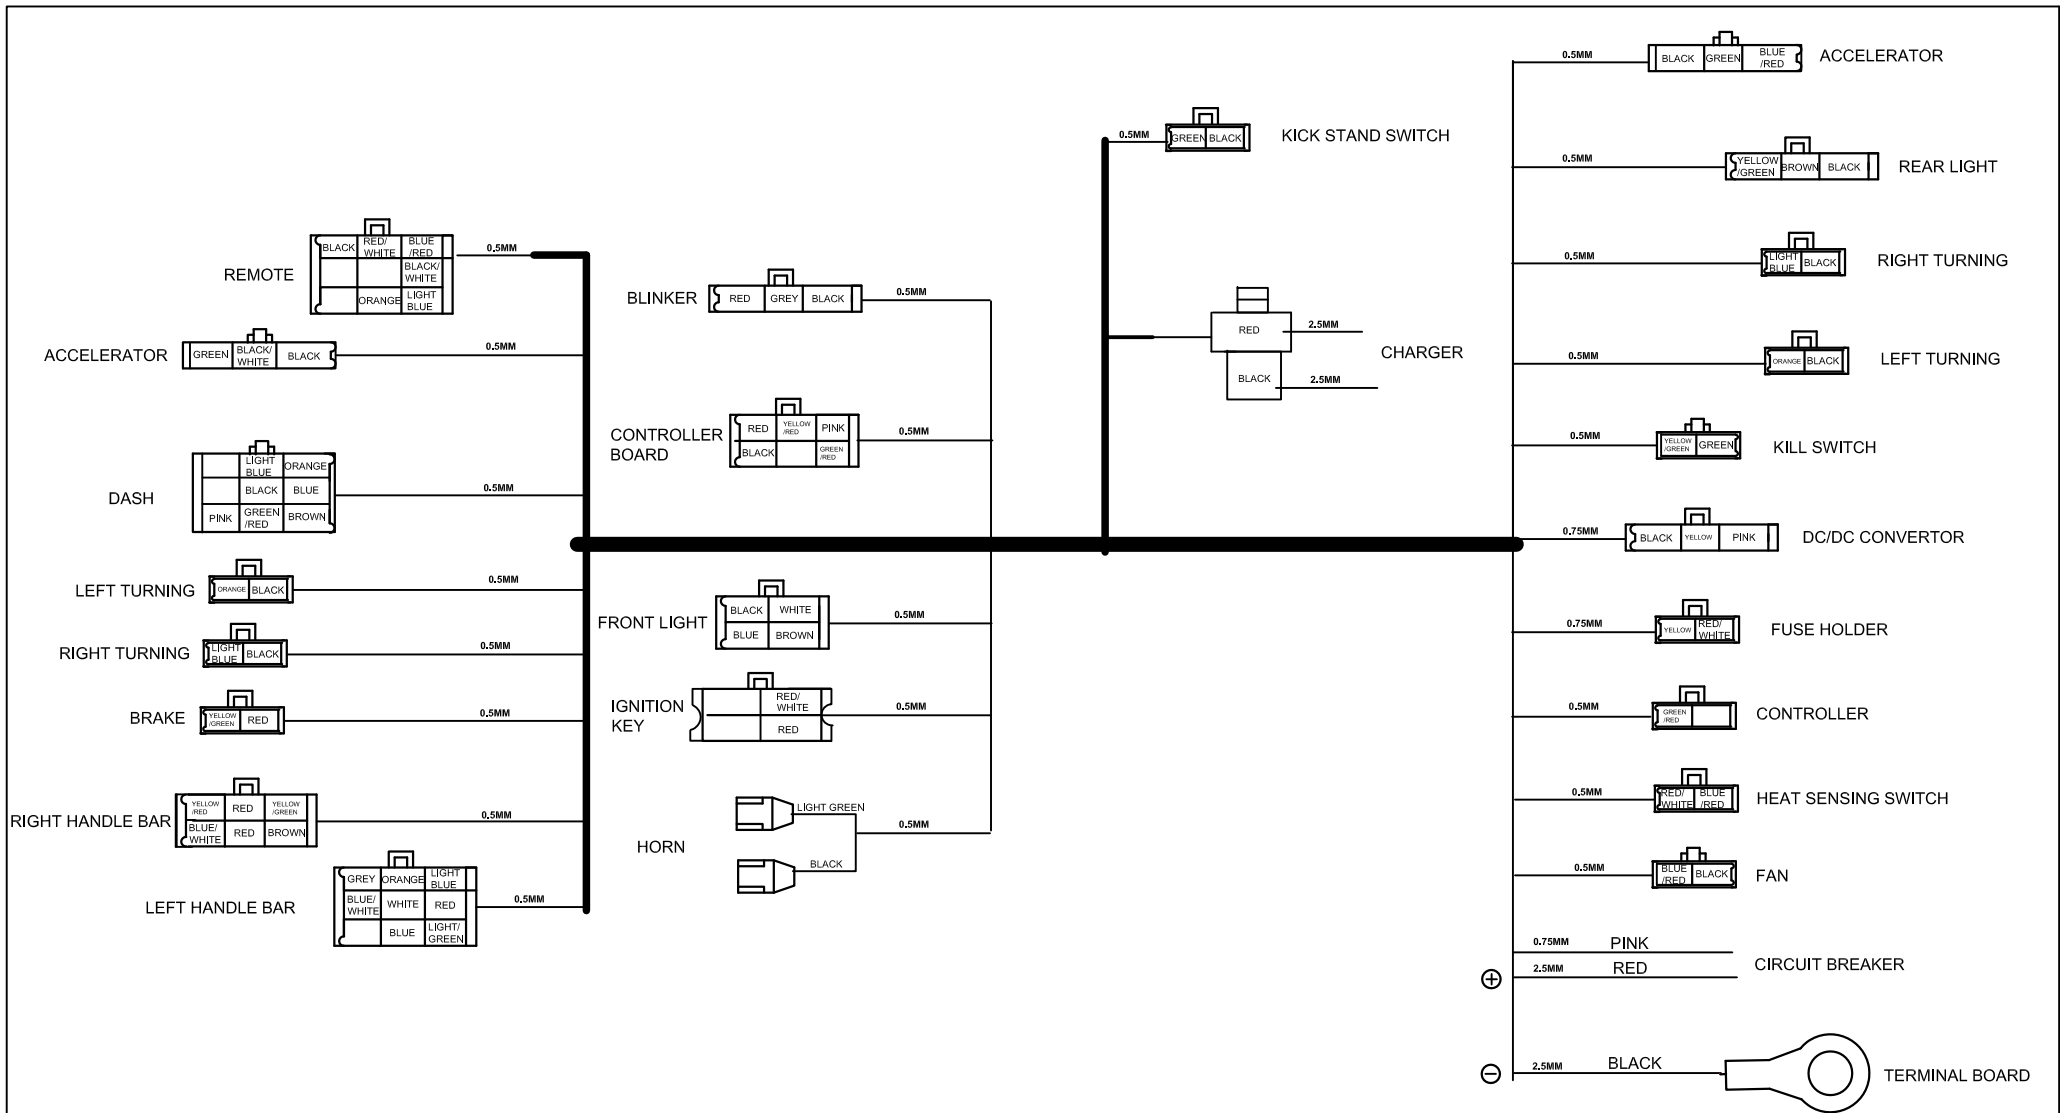 REMOTE
BLACK RED/ WHITE BLUE /RED
BLACK/ WHITE
ORANGE LIGHT BLUE
0.5MM
ACCELERATOR
GREEN BLACK/ WHITE BLACK
0.5MM
DASH
LIGHT BLUE ORANGE
BLACK BLUE
PINK GREEN /RED BROWN
0.5MM
LEFT TURNING
ORANGE BLACK
0.5MM
RIGHT TURNING
LIGHT BLUE BLACK
0.5MM
BRAKE
YELLOW /GREEN RED
0.5MM
RIGHT HANDLE BAR
YELLOW /RED RED YELLOW /GREEN
BLUE/ WHITE RED BROWN
0.5MM
LEFT HANDLE BAR
GREY ORANGE LIGHT BLUE
BLUE/ WHITE WHITE RED
BLUE LIGHT/ GREEN
0.5MM
BLINKER
RED GREY BLACK
0.5MM
CONTROLLER
BOARD
RED YELLOW /RED PINK
BLACK GREEN /RED
0.5MM
FRONT LIGHT
BLACK WHITE
BLUE BROWN
0.5MM
IGNITION
KEY
RED/ WHITE
RED
0.5MM
HORN
LIGHT GREEN
BLACK
0.5MM
0.5MM
GREEN BLACK
KICK STAND SWITCH
RED
2.5MM
BLACK
2.5MM
CHARGER
0.5MM
BLACK GREEN BLUE /RED
ACCELERATOR
0.5MM
YELLOW /GREEN BROWN BLACK
REAR LIGHT
0.5MM
LIGHT BLUE BLACK
RIGHT TURNING
0.5MM
ORANGE BLACK
LEFT TURNING
0.5MM
YELLOW /GREEN GREEN
KILL SWITCH
0.75MM
BLACK YELLOW PINK
DC/DC CONVERTOR
0.75MM
YELLOW RED/ WHITE
FUSE HOLDER
0.5MM
GREEN /RED
CONTROLLER
0.5MM
RED/ WHITE BLUE /RED
HEAT SENSING SWITCH
0.5MM
BLUE /RED BLACK
FAN
0.75MM PINK
2.5MM RED
CIRCUIT BREAKER
+
−
2.5MM BLACK
TERMINAL BOARD